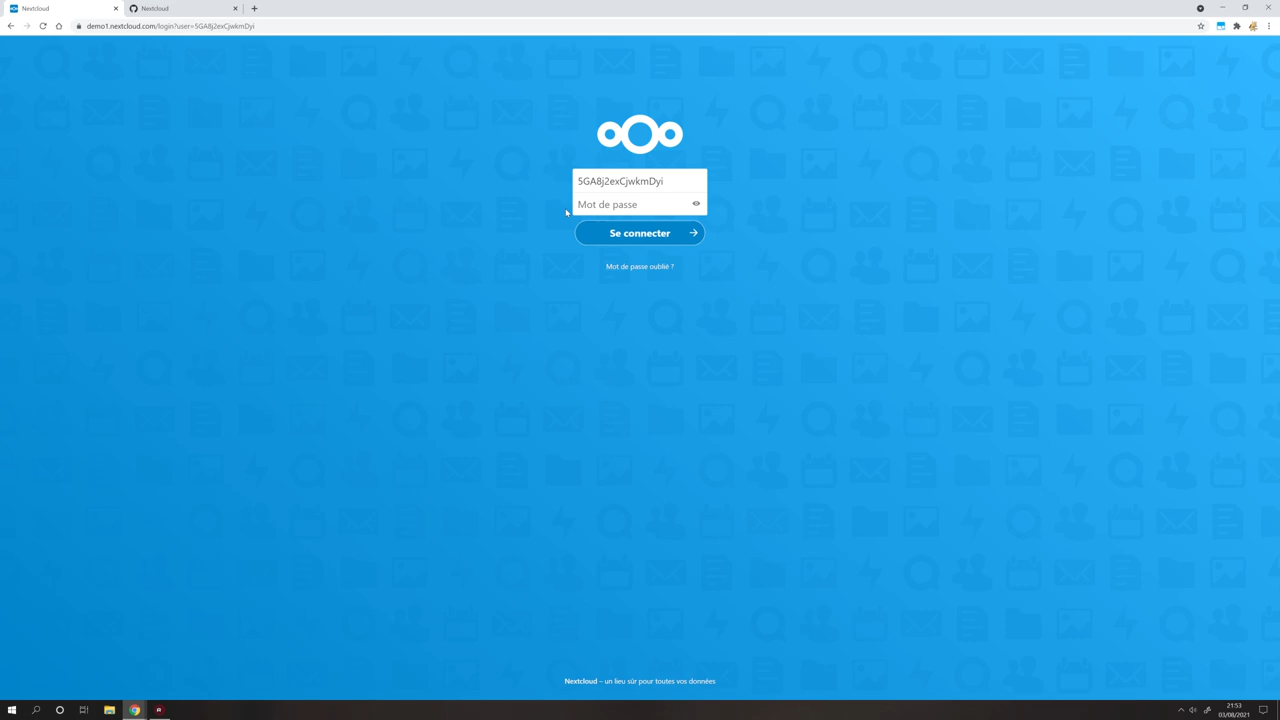 Nextcloud
Nextcloud
demo1.nextcloud.com/login?user=5GA8j2exCjwkmDyi
5GA8j2exCjwkmDyi
Mot de passe
Se connecter
Mot de passe oublié ?
Nextcloud – un lieu sûr pour toutes vos données
21:53
03/08/2021